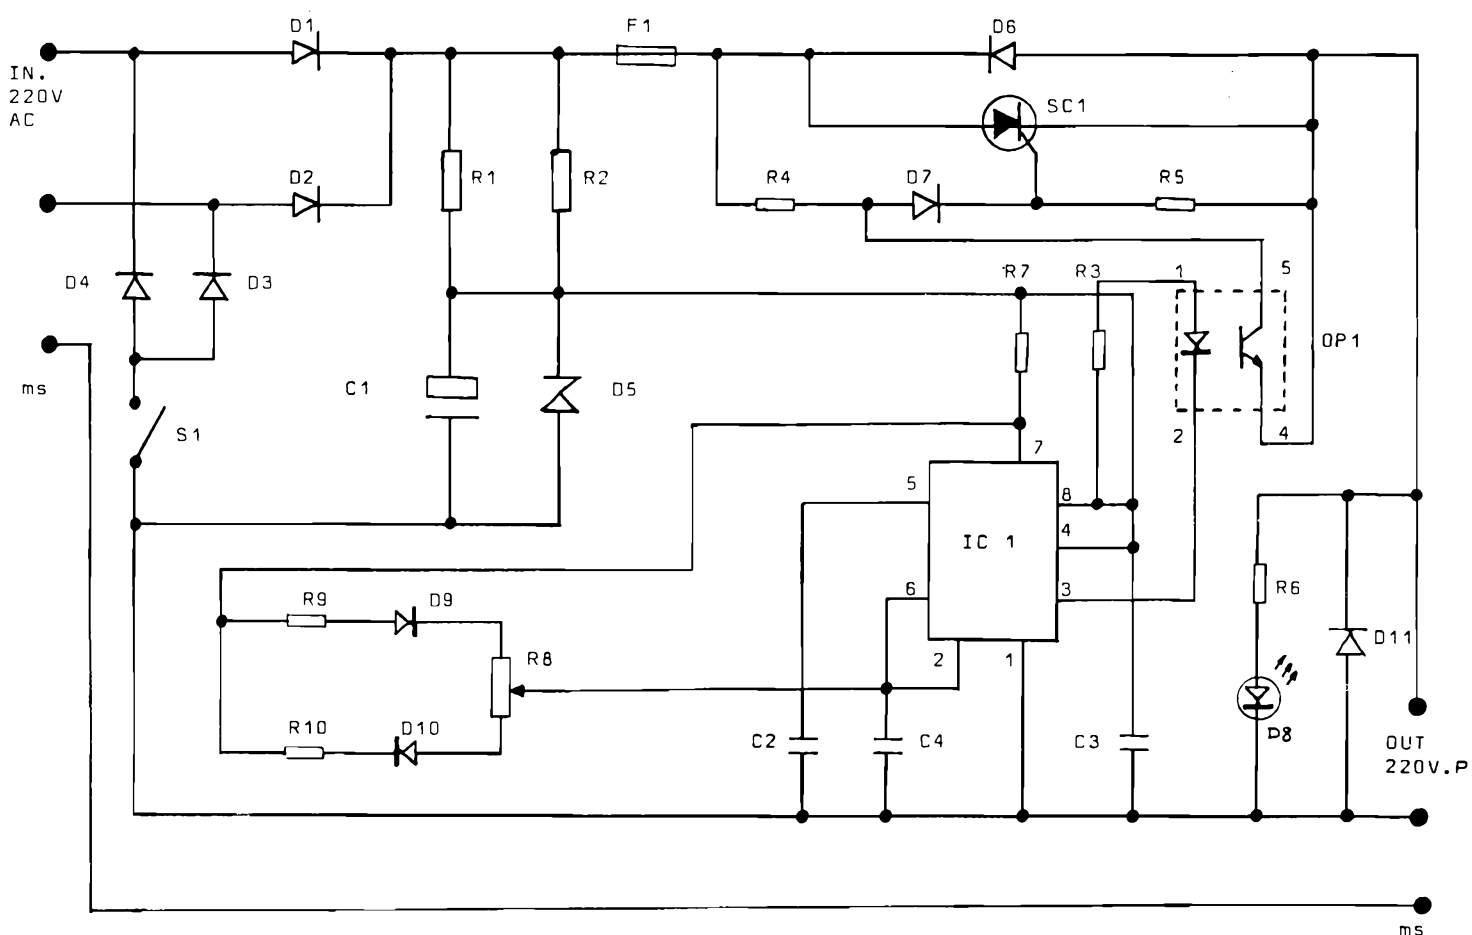 D1
F1
D6
IN.
220V
AC
SC1
D2
R1
R2
R4
D7
R5
D4
D3
R7
R3
1
5
OP1
ms
C1
D5
S1
2
4
7
5
8
IC 1
4
6
3
R9
D9
R6
2
1
R8
D11
R10
D10
C2
C4
C3
D8
OUT
220V.P
ms